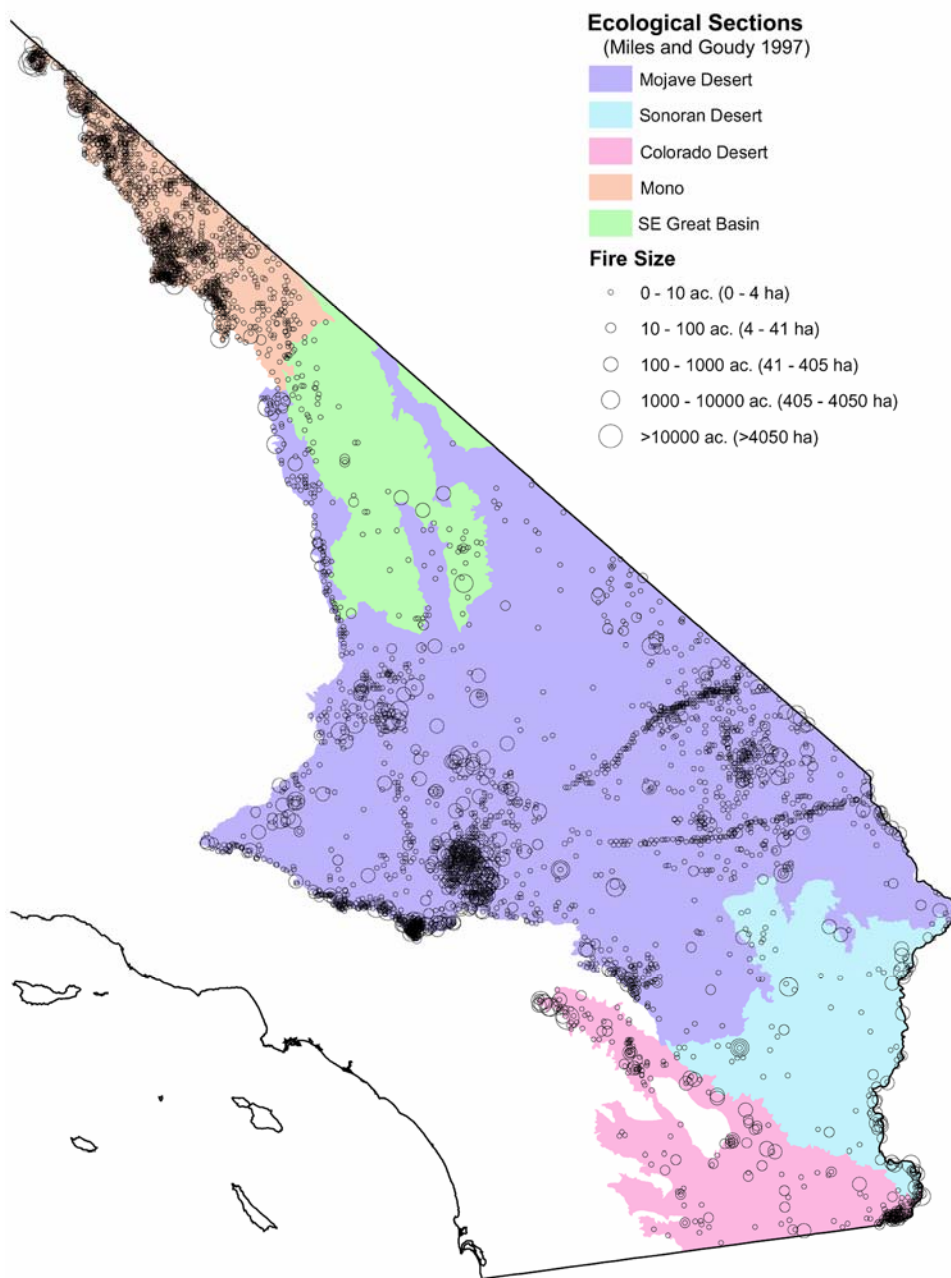 Ecological Sections
(Miles and Goudy 1997)
Mojave Desert
Sonoran Desert
Colorado Desert
Mono
SE Great Basin
Fire Size
0 - 10 ac. (0 - 4 ha)
10 - 100 ac. (4 - 41 ha)
100 - 1000 ac. (41 - 405 ha)
1000 - 10000 ac. (405 - 4050 ha)
>10000 ac. (>4050 ha)